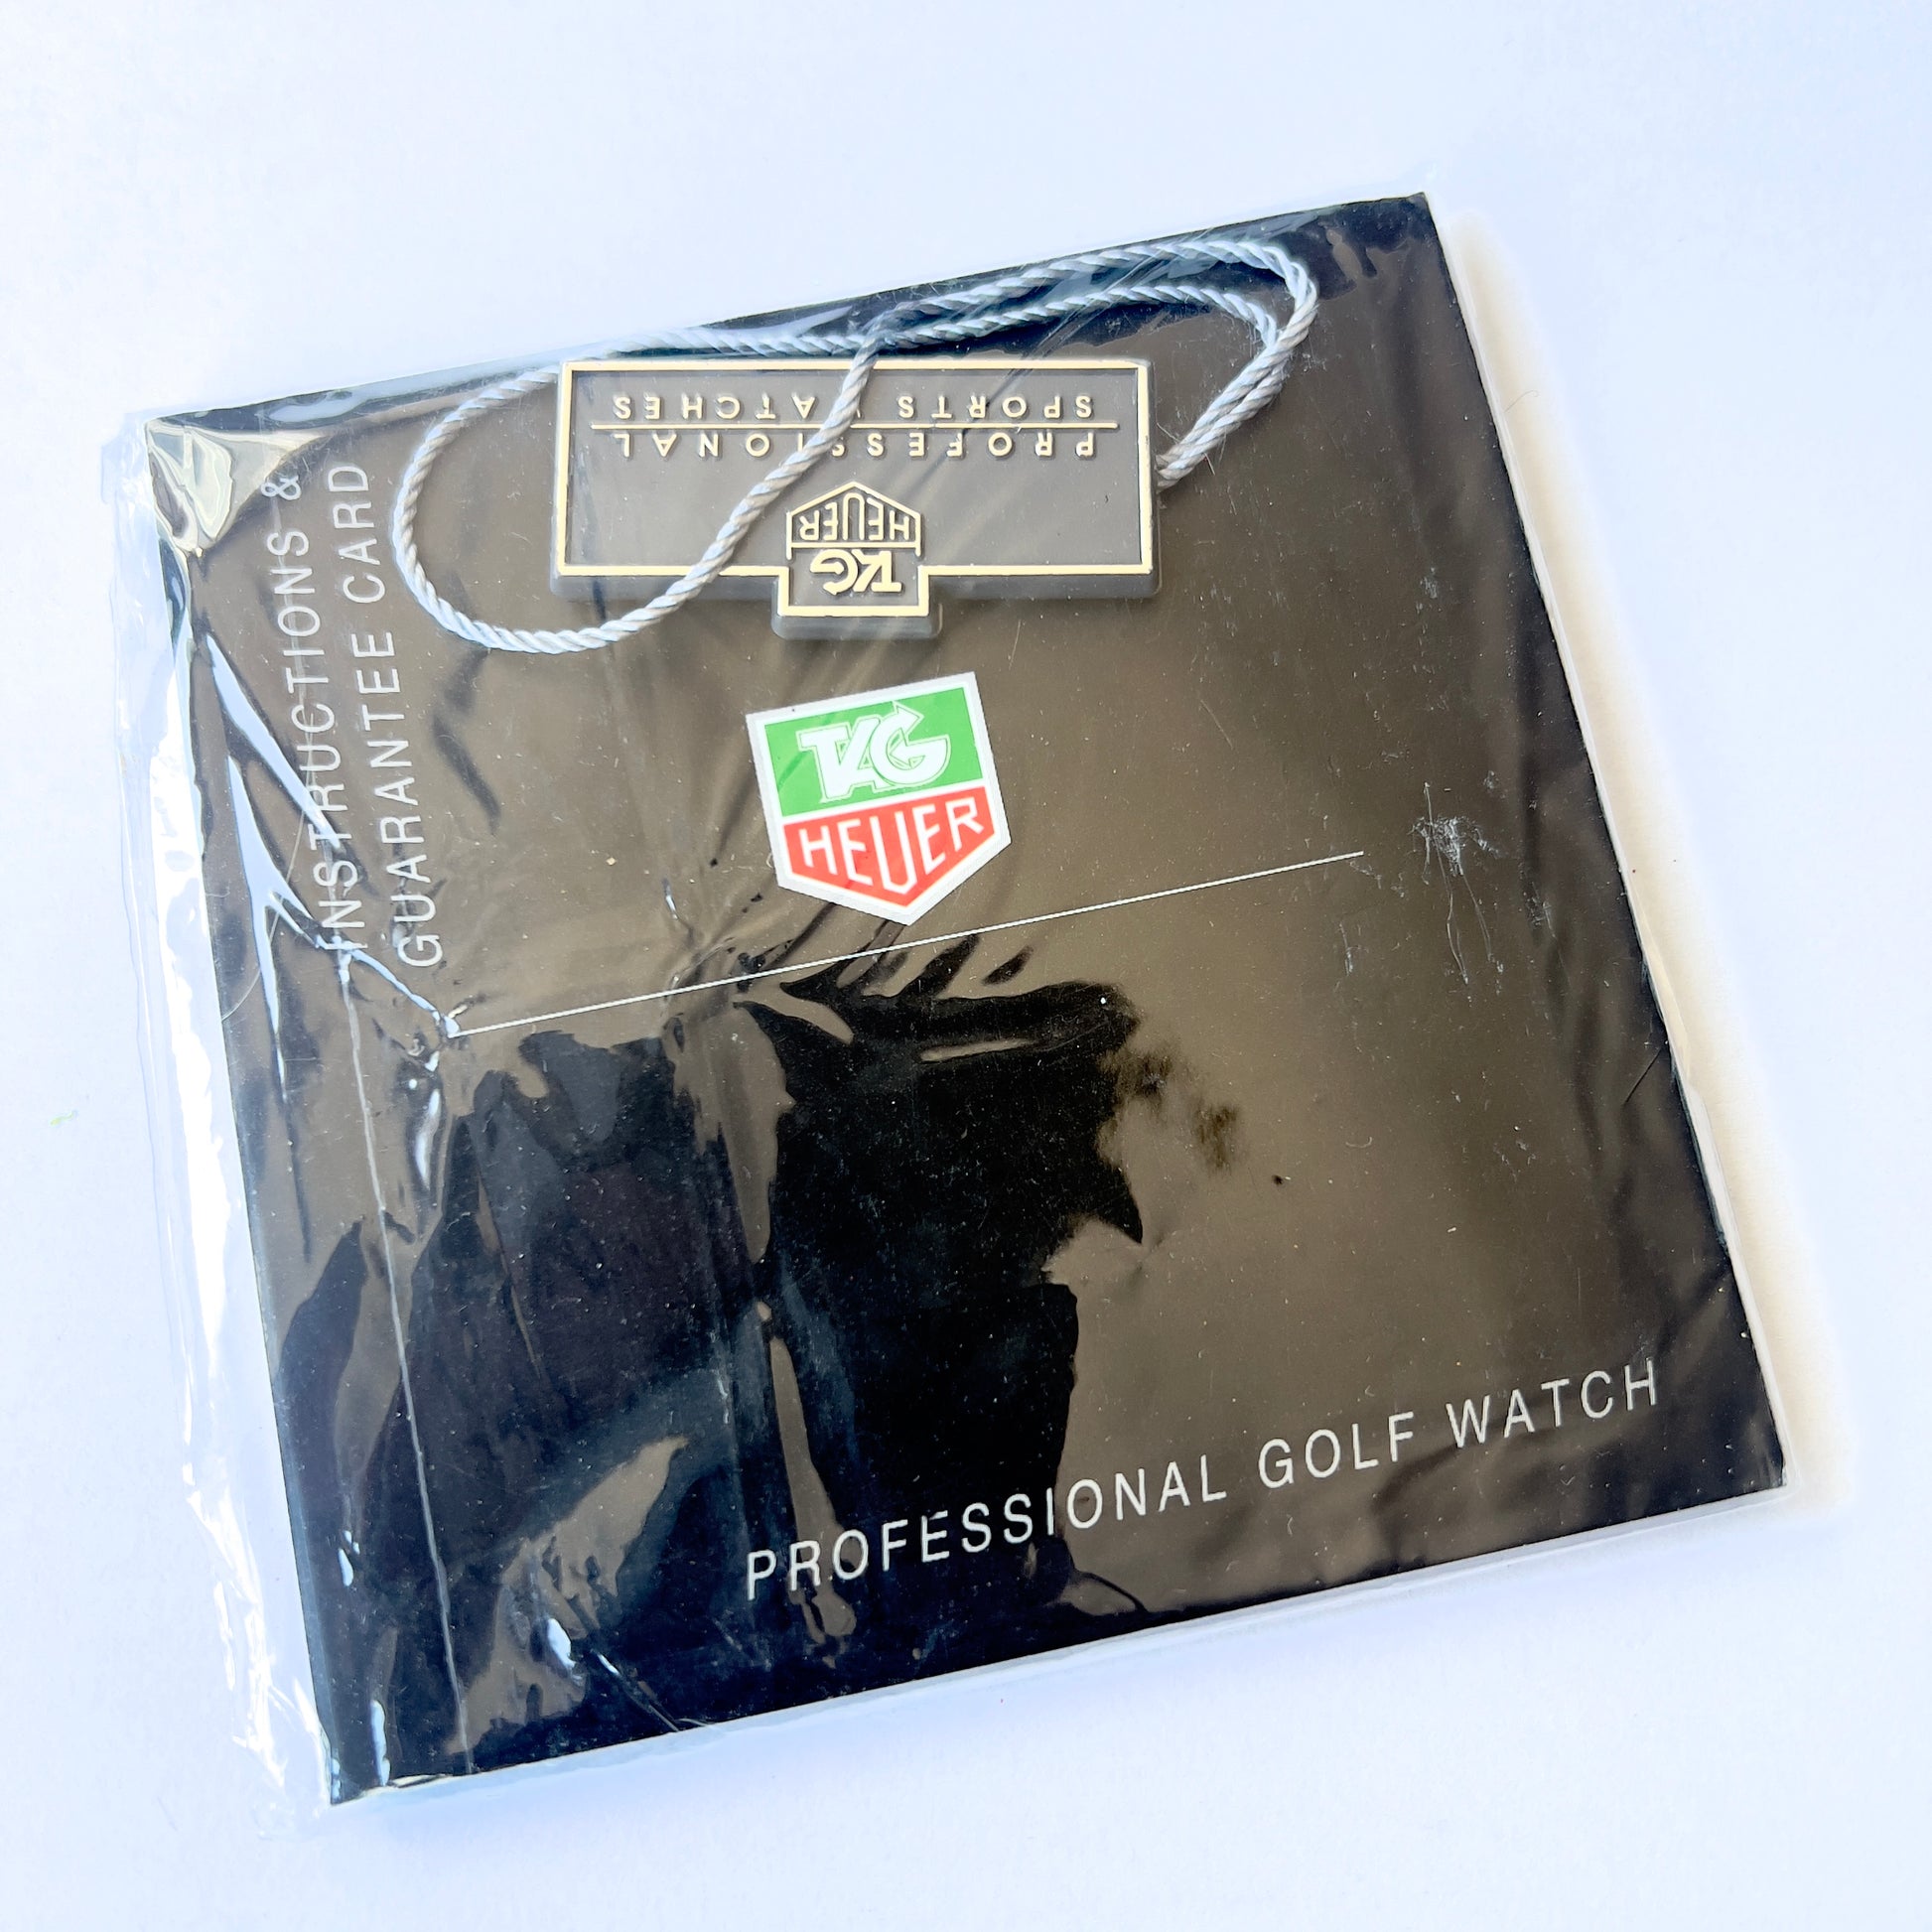 PROFESSIONAL
SPORTS WATCHES
TAG
HEUER
INSTRUCTIONS &
GUARANTEE CARD
TAG
HEUER
PROFESSIONAL GOLF WATCH